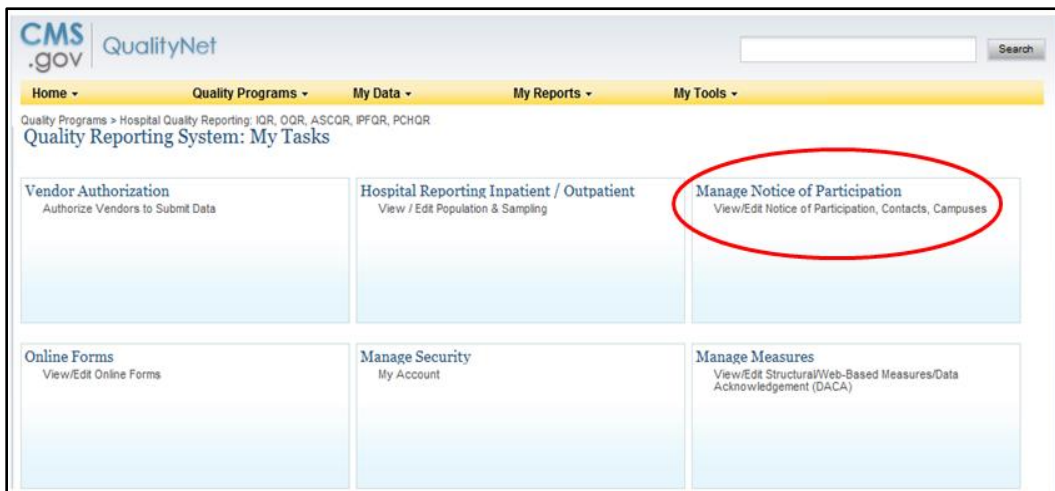 CMS
.gov
QualityNet
Search
Home Quality Programs My Data My Reports My Tools
Quality Programs > Hospital Quality Reporting: IQR, OQR, ASCQR, IPFQR, PCHQR
Quality Reporting System: My Tasks
Vendor Authorization
Authorize Vendors to Submit Data
Hospital Reporting Inpatient / Outpatient
View / Edit Population & Sampling
Manage Notice of Participation
View/Edit Notice of Participation, Contacts, Campuses
Online Forms
View/Edit Online Forms
Manage Security
My Account
Manage Measures
View/Edit Structural/Web-Based Measures/Data
Acknowledgement (DACA)